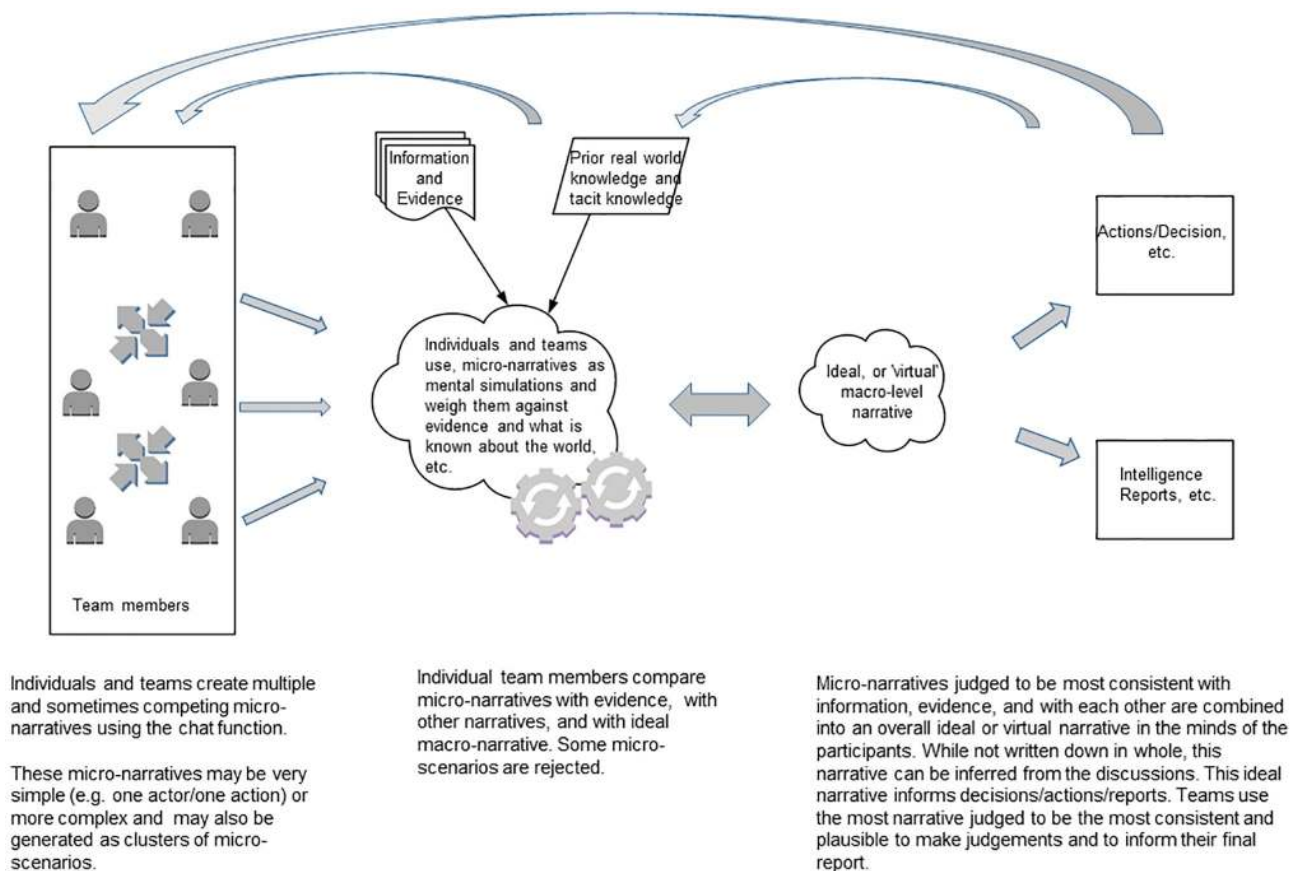 Information
and
Evidence
Prior real world
knowledge and
tacit knowledge
Actions/Decision,
etc.
Individuals and teams
use, micro-narratives as
mental simulations and
weigh them against
evidence and what is
known about the world,
etc.
Ideal, or 'virtual'
macro-level
narrative
Intelligence
Reports, etc.
Team members
Individuals and teams create multiple
and sometimes competing micro-
narratives using the chat function.
These micro-narratives may be very
simple (e.g. one actor/one action) or
more complex and may also be
generated as clusters of micro-
scenarios.
Individual team members compare
micro-narratives with evidence, with
other narratives, and with ideal
macro-narrative. Some micro-
scenarios are rejected.
Micro-narratives judged to be most consistent with
information, evidence, and with each other are combined
into an overall ideal or virtual narrative in the minds of the
participants. While not written down in whole, this
narrative can be inferred from the discussions. This ideal
narrative informs decisions/actions/reports. Teams use
the most narrative judged to be the most consistent and
plausible to make judgements and to inform their final
report.